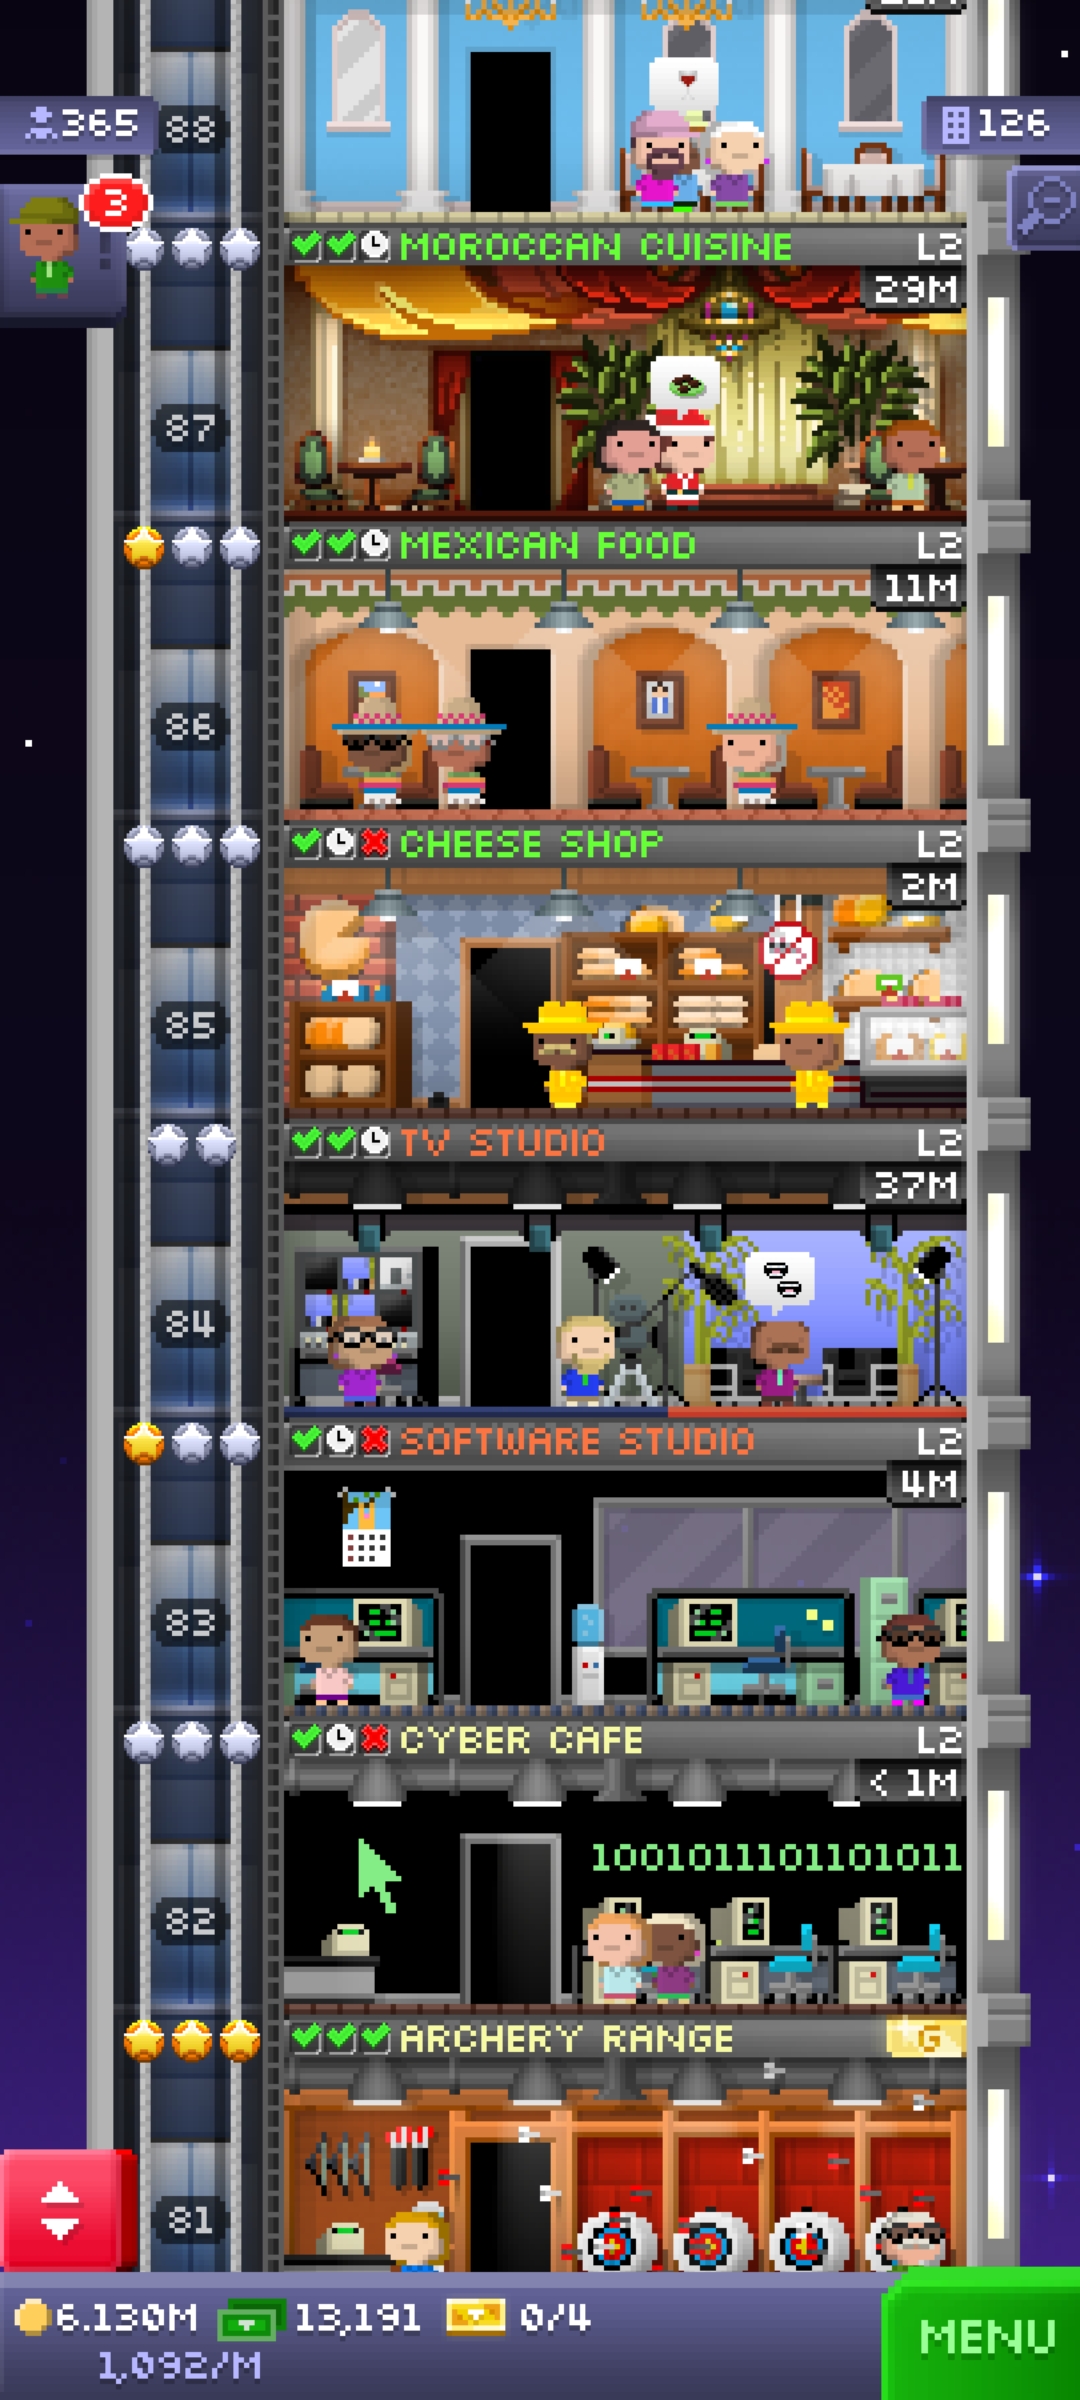 365
88
126
3
MOROCCAN CUISINE L2
29M
87
MEXICAN FOOD L2
11M
86
CHEESE SHOP L2
2M
85
TV STUDIO L2
37M
84
SOFTWARE STUDIO L2
4M
83
CYBER CAFE L2
< 1M
1001011101101011
82
ARCHERY RANGE G
81
6.130M 13,191 0/4
1,092/M
MENU